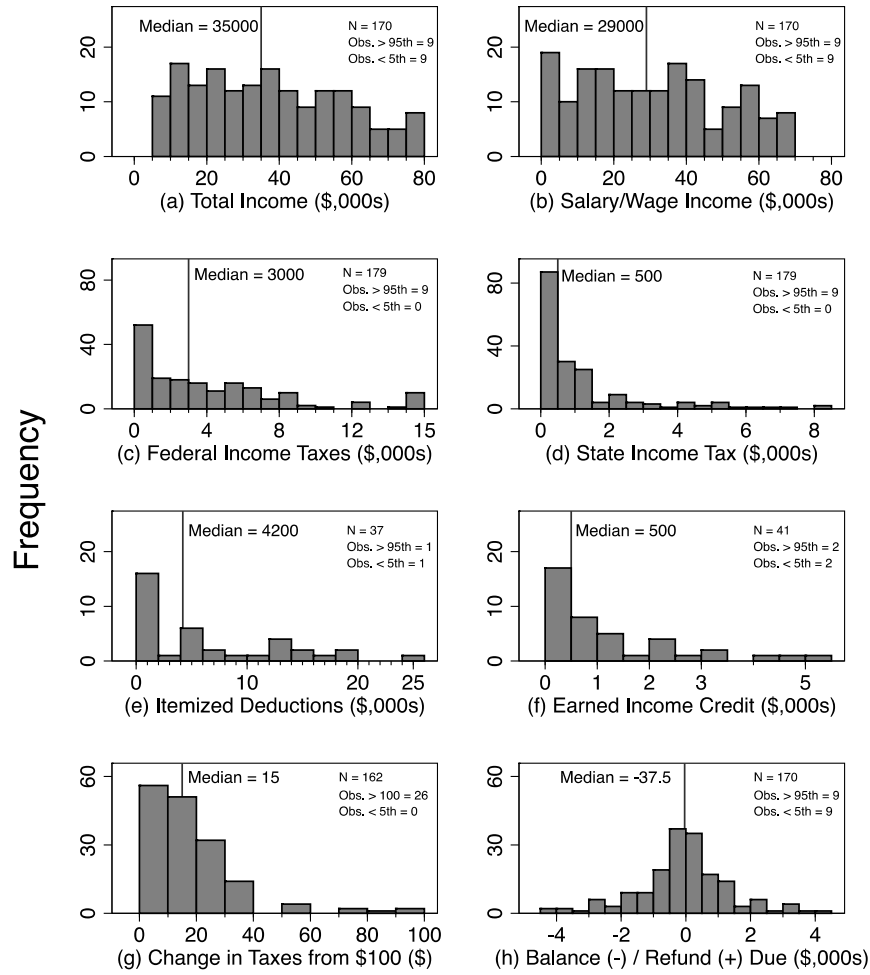 Frequency
0 10 20
Median = 35000
N = 170
Obs. > 95th = 9
Obs. < 5th = 9
0 20 40 60 80
(a) Total Income ($,000s)
0 10 20
Median = 29000
N = 170
Obs. > 95th = 9
Obs. < 5th = 9
0 20 40 60 80
(b) Salary/Wage Income ($,000s)
0 40 80
Median = 3000
N = 179
Obs. > 95th = 9
Obs. < 5th = 0
0 4 8 12 15
(c) Federal Income Taxes ($,000s)
0 40 80
Median = 500
N = 179
Obs. > 95th = 9
Obs. < 5th = 0
0 2 4 6 8
(d) State Income Tax ($,000s)
0 10 20
Median = 4200
N = 37
Obs. > 95th = 1
Obs. < 5th = 1
0 10 20 25
(e) Itemized Deductions ($,000s)
0 10 20
Median = 500
N = 41
Obs. > 95th = 2
Obs. < 5th = 2
0 1 2 3 5
(f) Earned Income Credit ($,000s)
0 30 60
Median = 15
N = 162
Obs. > 100 = 26
Obs. < 5th = 0
0 20 40 60 80 100
(g) Change in Taxes from $100 ($)
0 30 60
Median = -37.5
N = 170
Obs. > 95th = 9
Obs. < 5th = 9
-4 -2 0 2 4
(h) Balance (-) / Refund (+) Due ($,000s)